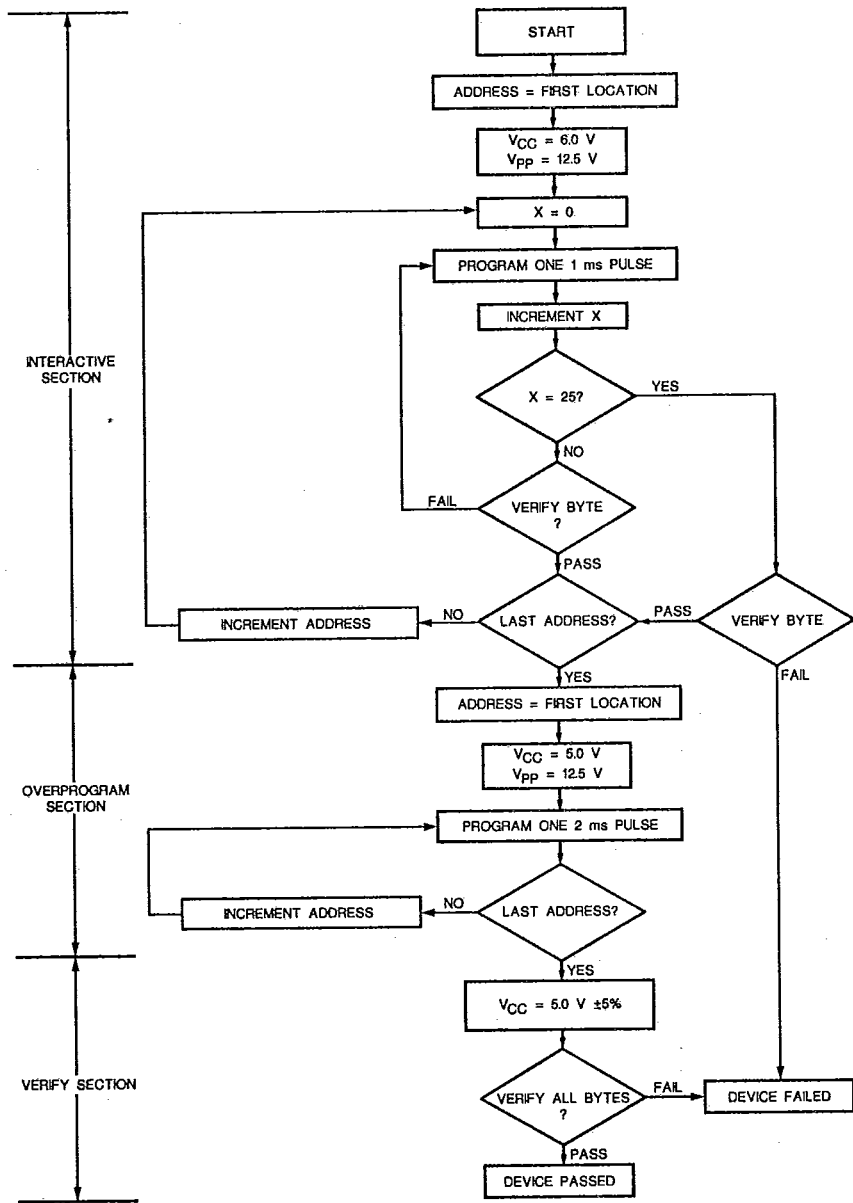 START
ADDRESS = FIRST LOCATION
VCC = 6.0 V
VPP = 12.5 V
X = 0
PROGRAM ONE 1 ms PULSE
INCREMENT X
INTERACTIVE
SECTION
X = 25?
YES
NO
FAIL
VERIFY BYTE
?
PASS
INCREMENT ADDRESS
NO
LAST ADDRESS?
PASS
VERIFY BYTE
YES
FAIL
ADDRESS = FIRST LOCATION
VCC = 5.0 V
VPP = 12.5 V
OVERPROGRAM
SECTION
PROGRAM ONE 2 ms PULSE
INCREMENT ADDRESS
NO
LAST ADDRESS?
YES
VCC = 5.0 V ±5%
VERIFY SECTION
VERIFY ALL BYTES
?
FAIL
DEVICE FAILED
PASS
DEVICE PASSED